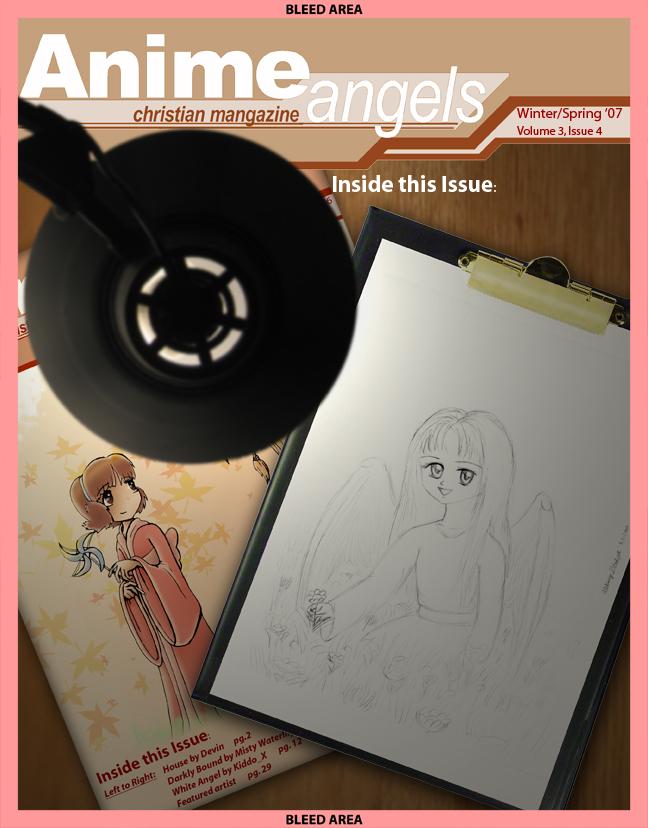 BLEED AREA
Anime
angels
christian mangazine
Winter/Spring '07
Volume 3, Issue 4
Inside this Issue:
Inside this Issue:
Left to Right: House by Devin pg.2
Darkly Bound by Misty
White Angel by Kiddo_X pg. 12
Featured artist pg. 29
BLEED AREA